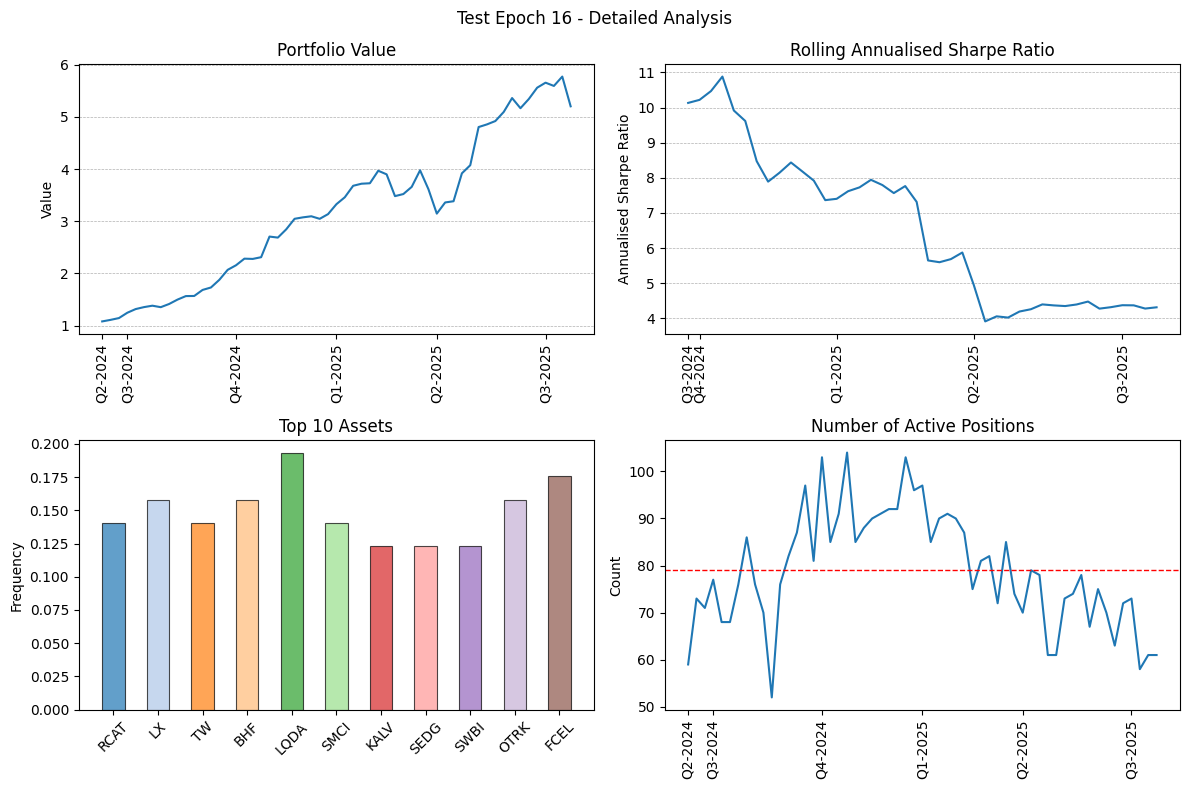 Test Epoch 16 - Detailed Analysis
Portfolio Value
Value
6
5
4
3
2
1
Q2-2024
Q3-2024
Q4-2024
Q1-2025
Q2-2025
Q3-2025
Rolling Annualised Sharpe Ratio
Annualised Sharpe Ratio
11
10
9
8
7
6
5
4
Q3-2024
Q4-2024
Q1-2025
Q2-2025
Q3-2025
Top 10 Assets
Frequency
0.200
0.175
0.150
0.125
0.100
0.075
0.050
0.025
0.000
RCAT
LX
TW
BHF
LQDA
SMCI
KALV
SEDG
SWBI
OTRK
FCEL
Number of Active Positions
Count
100
90
80
70
60
50
Q2-2024
Q3-2024
Q4-2024
Q1-2025
Q2-2025
Q3-2025